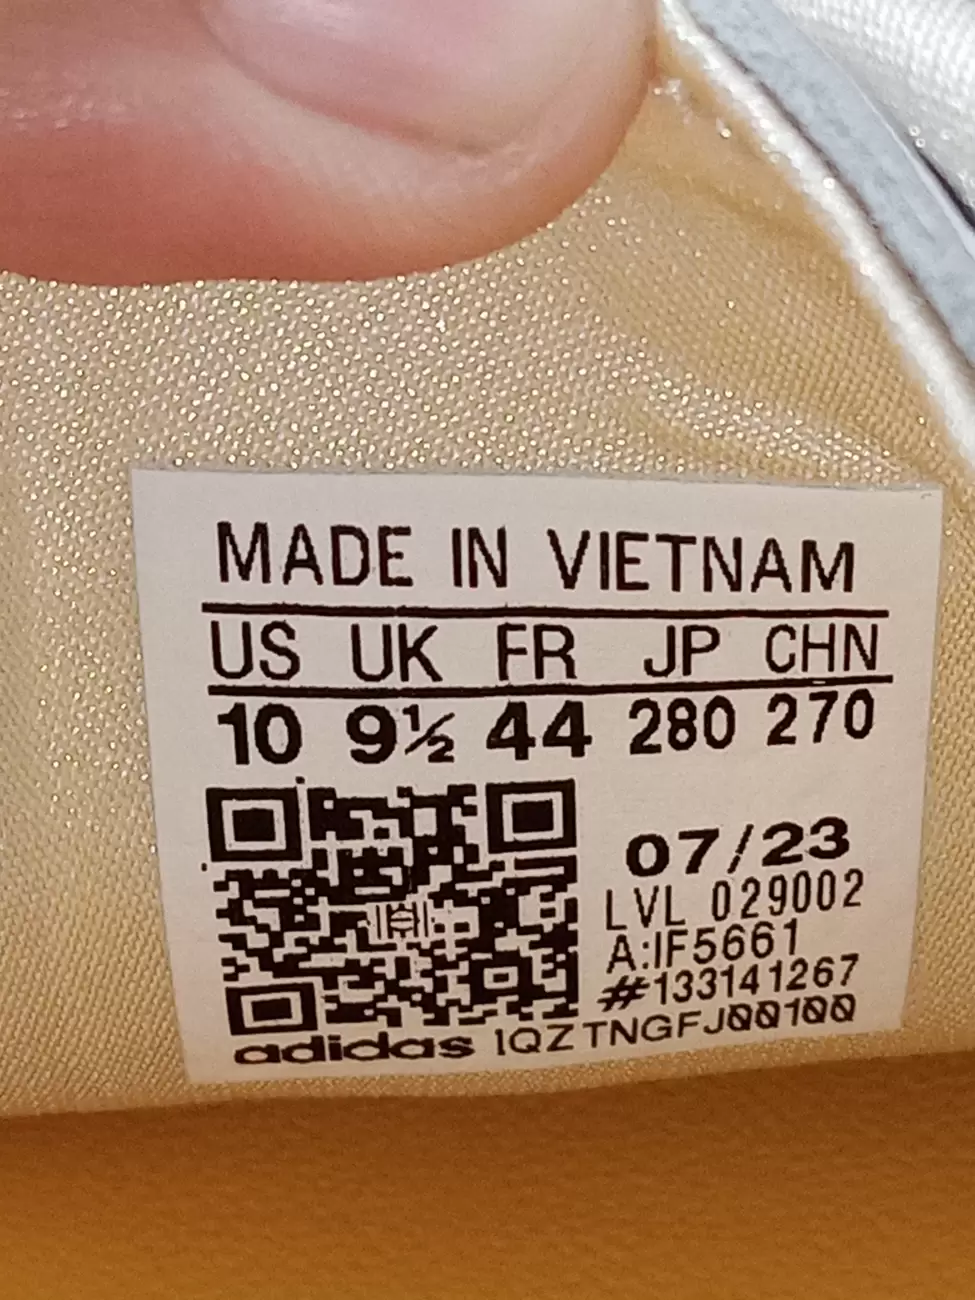 MADE IN VIETNAM
US UK FR JP CHN
10 9½ 44 280 270
07/23
LVL 029002
A:IF5661
#133141267
adidas 1QZTNGFJ00100